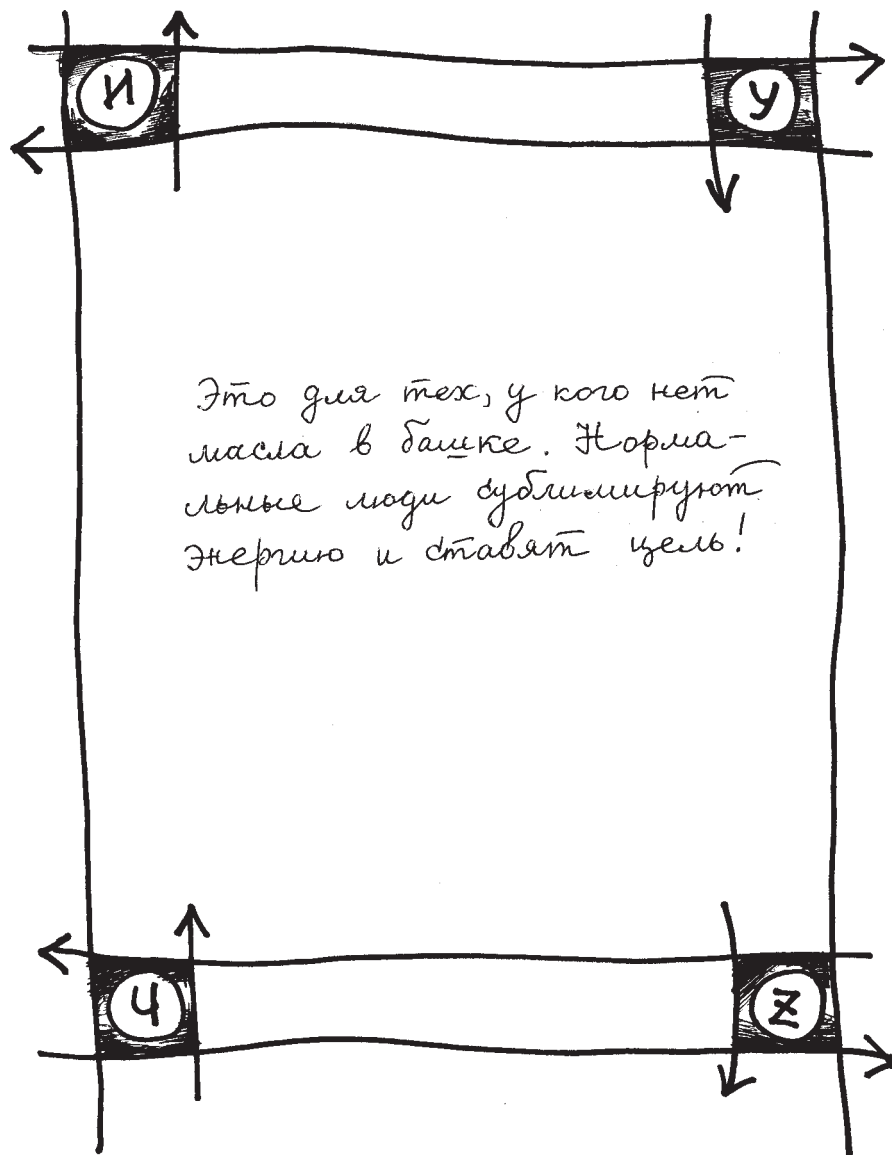 И У
Это для тех, у кого нет
масла в башке. Норма-
льные люди сублимируют
энергию и ставят цель!
Ч Z